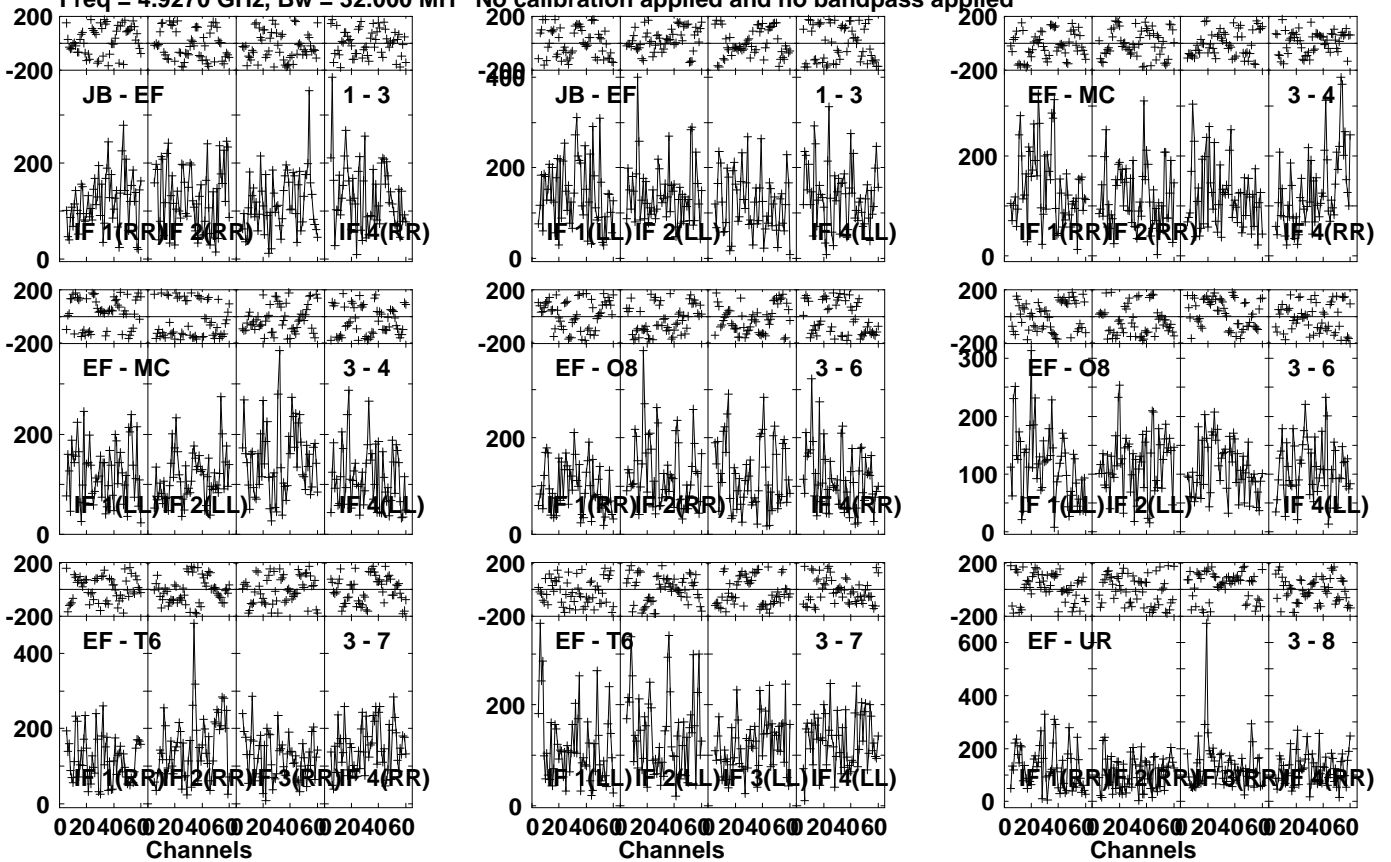 Freq = 4.9270 GHz, Bw = 32.000 MH No calibration applied and no bandpass applied
200
-200
JB - EF 1 - 3
200
0
IF 1(RR) IF 2(RR) IF 4(RR)
200
-200
400
JB - EF 1 - 3
200
0
IF 1(LL) IF 2(LL) IF 4(LL)
200
-200
EF - MC 3 - 4
200
0
IF 1(RR) IF 2(RR) IF 4(RR)
200
-200
EF - MC 3 - 4
200
0
IF 1(LL) IF 2(LL) IF 4(LL)
200
-200
EF - O8 3 - 6
200
0
IF 1(RR) IF 2(RR) IF 4(RR)
200
-200
300
EF - O8 3 - 6
200
100
0
IF 1(LL) IF 2(LL) IF 4(LL)
200
-200
EF - T6 3 - 7
400
200
0
IF 1(RR) IF 2(RR) IF 3(RR) IF 4(RR)
0 20 40 60 0 20 40 60 0 20 40 60 0 20 40 60
Channels
200
-200
EF - T6 3 - 7
200
0
IF 1(LL) IF 2(LL) IF 3(LL) IF 4(LL)
0 20 40 60 0 20 40 60 0 20 40 60 0 20 40 60
Channels
200
-200
EF - UR 3 - 8
600
400
200
0
IF 1(RR) IF 2(RR) IF 3(RR) IF 4(RR)
0 20 40 60 0 20 40 60 0 20 40 60 0 20 40 60
Channels